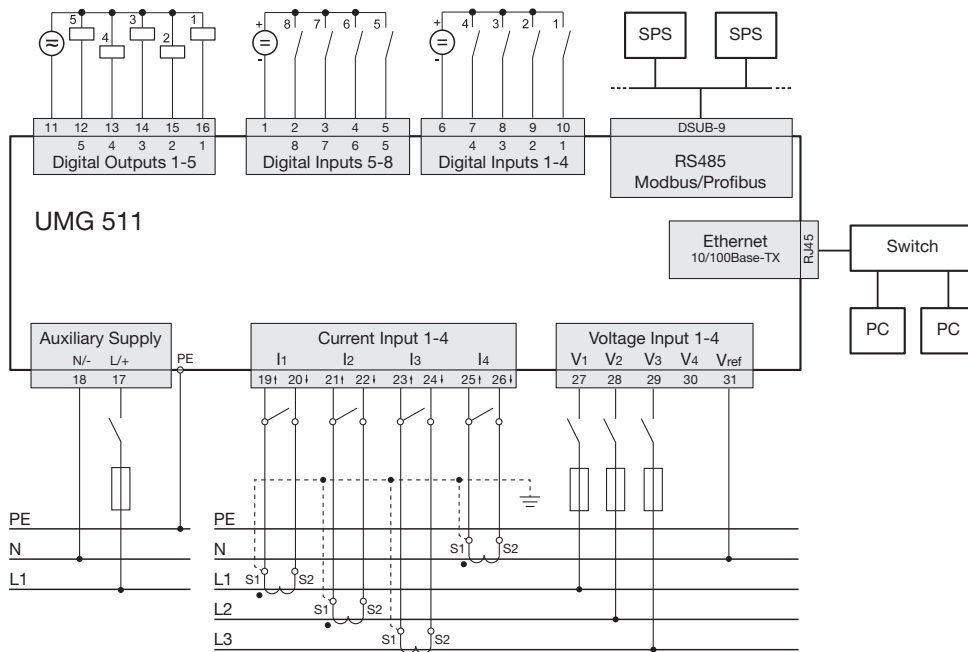 5 3 1
4 2
+ 8 7 6 5
-
+ 4 3 2 1
-
SPS SPS
11 12 13 14 15 16
5 4 3 2 1
Digital Outputs 1-5
1 2 3 4 5
8 7 6 5
Digital Inputs 5-8
6 7 8 9 10
4 3 2 1
Digital Inputs 1-4
DSUB-9
RS485
Modbus/Profibus
UMG 511
Ethernet
10/100Base-TX
RJ45
Switch
PC PC
Auxiliary Supply
N/- L/+
18 17
PE
Current Input 1-4
I1 I2 I3 I4
19 20 21 22 23 24 25 26
Voltage Input 1-4
V1 V2 V3 V4 Vref
27 28 29 30 31
PE
N
L1
PE
N
L1
L2
L3
S1 S2
S1 S2
S1 S2
S1 S2